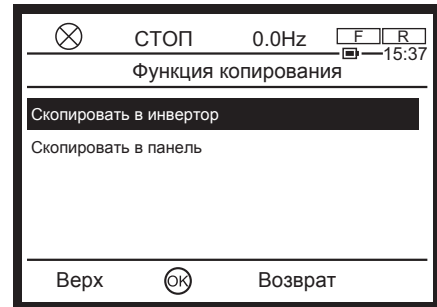 СТОП 0.0Hz F R
15:37
Функция копирования
Скопировать в инвертор
Скопировать в панель
Верх OK Возврат